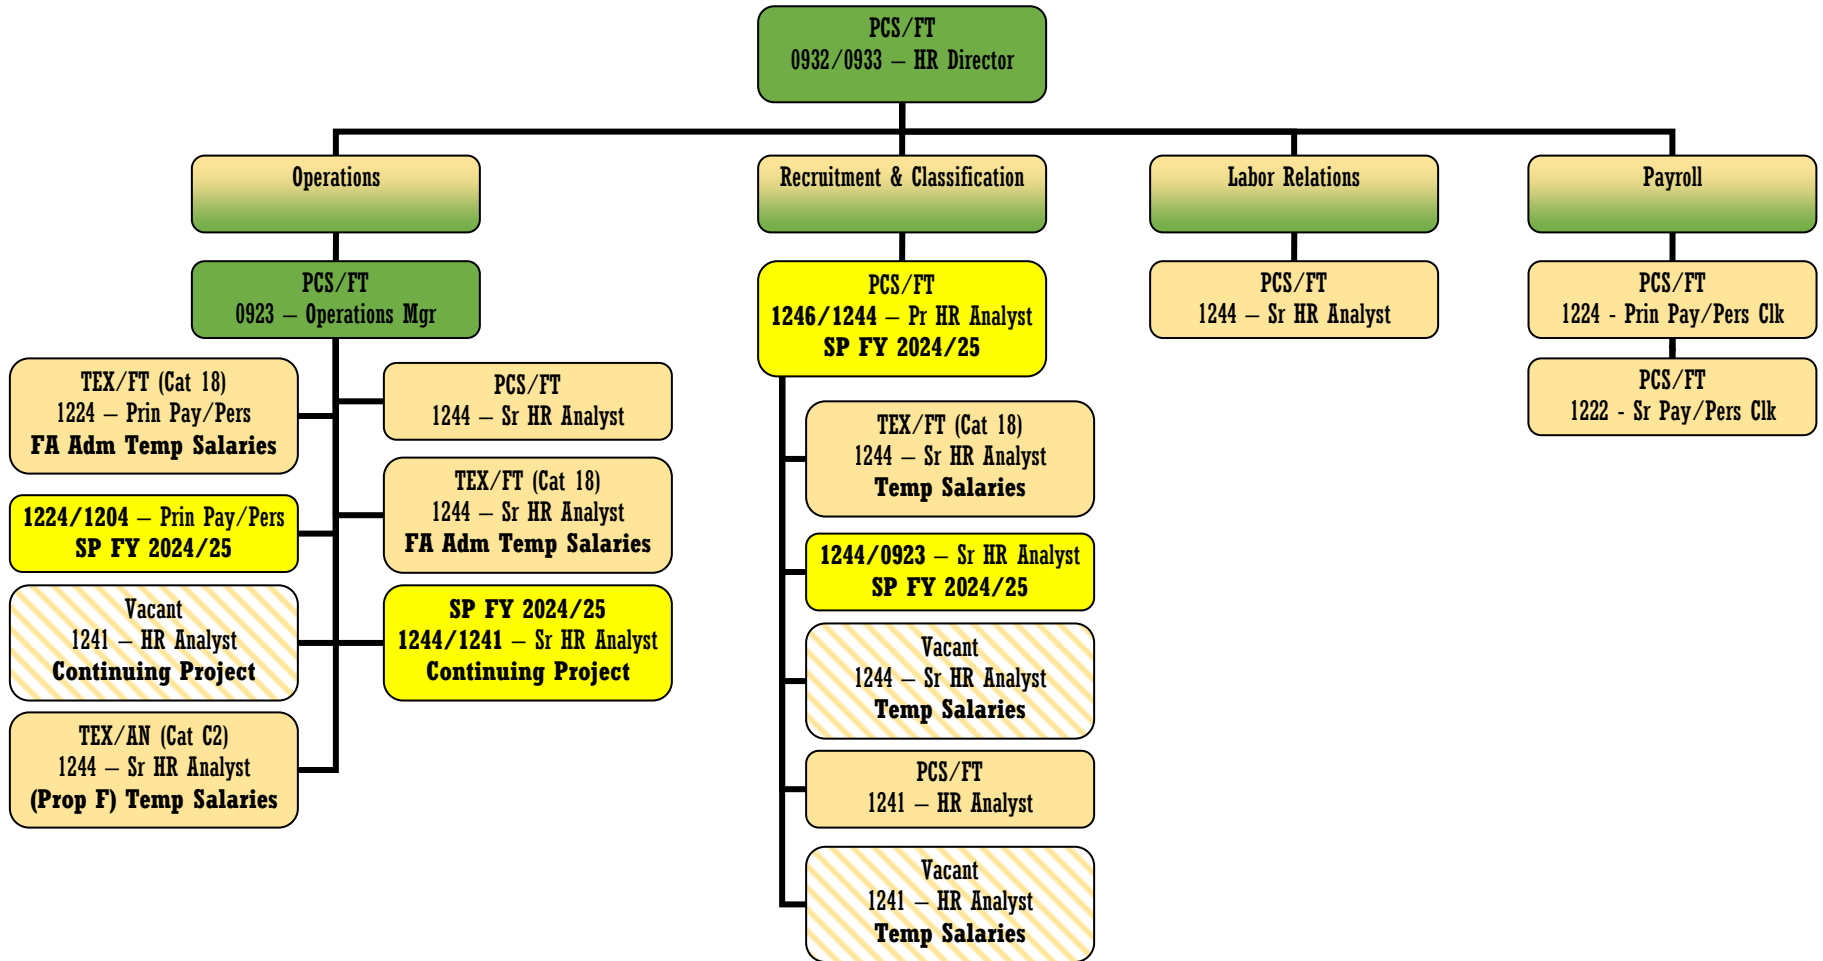 PCS/FT
0932/0933 – HR Director
Operations
Recruitment & Classification
Labor Relations
Payroll
PCS/FT
0923 – Operations Mgr
TEX/FT (Cat 18)
1224 – Prin Pay/Pers
FA Adm Temp Salaries
1224/1204 – Prin Pay/Pers
SP FY 2024/25
Vacant
1241 – HR Analyst
Continuing Project
TEX/AN (Cat C2)
1244 – Sr HR Analyst
(Prop F) Temp Salaries
PCS/FT
1244 – Sr HR Analyst
TEX/FT (Cat 18)
1244 – Sr HR Analyst
FA Adm Temp Salaries
SP FY 2024/25
1244/1241 – Sr HR Analyst
Continuing Project
PCS/FT
1246/1244 – Pr HR Analyst
SP FY 2024/25
TEX/FT (Cat 18)
1244 – Sr HR Analyst
Temp Salaries
1244/0923 – Sr HR Analyst
SP FY 2024/25
Vacant
1244 – Sr HR Analyst
Temp Salaries
PCS/FT
1241 – HR Analyst
Vacant
1241 – HR Analyst
Temp Salaries
PCS/FT
1244 – Sr HR Analyst
PCS/FT
1224 - Prin Pay/Pers Clk
PCS/FT
1222 - Sr Pay/Pers Clk